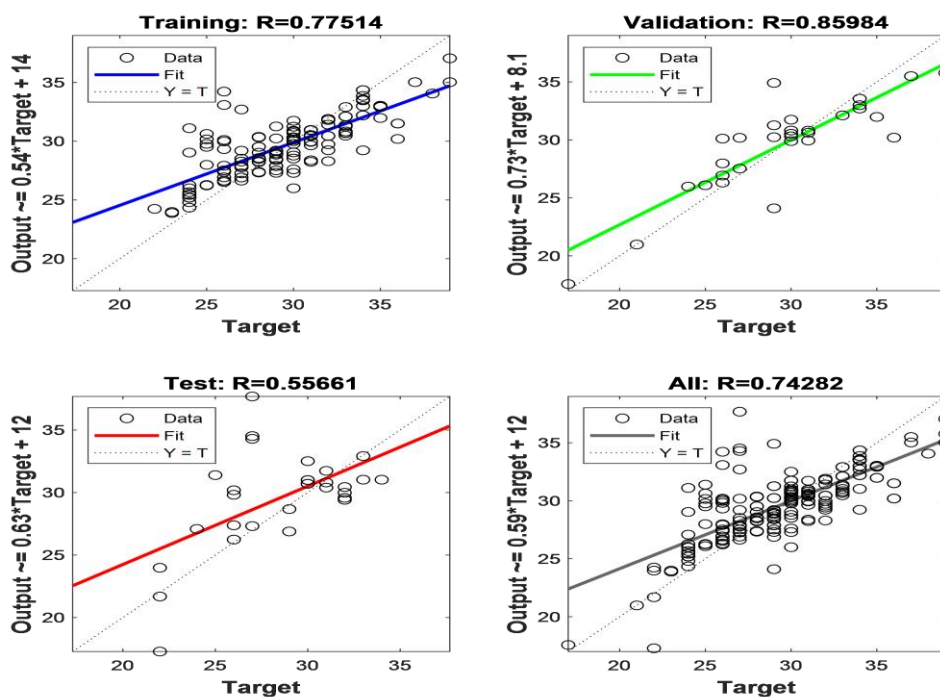 Training: R=0.77514
Output ~= 0.54*Target + 14
Data
Fit
Y = T
35
30
25
20
20
25
30
35
Target
Validation: R=0.85984
Output ~= 0.73*Target + 8.1
Data
Fit
Y = T
35
30
25
20
20
25
30
35
Target
Test: R=0.55661
Output ~= 0.63*Target + 12
Data
Fit
Y = T
35
30
25
20
20
25
30
35
Target
All: R=0.74282
Output ~= 0.59*Target + 12
Data
Fit
Y = T
35
30
25
20
20
25
30
35
Target